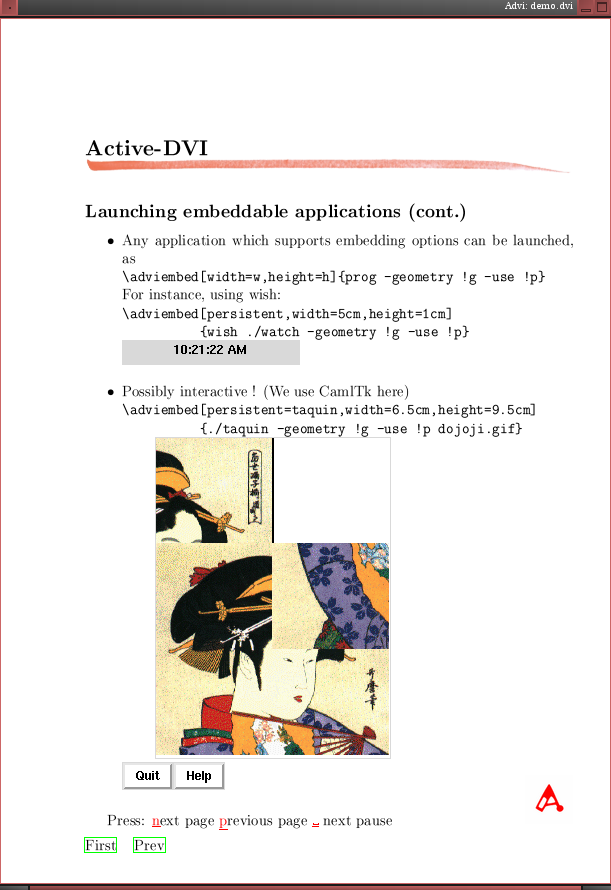 Advi: demo.dvi
Active-DVI
Launching embeddable applications (cont.)
• Any application which supports embedding options can be launched,
as
\adviembed[width=w,height=h]{prog -geometry !g -use !p}
For instance, using wish:
\adviembed[persistent,width=5cm,height=1cm]
{wish ./watch -geometry !g -use !p}
10:21:22 AM
• Possibly interactive ! (We use CamlTk here)
\adviembed[persistent=taquin,width=6.5cm,height=9.5cm]
{./taquin -geometry !g -use !p dojoji.gif}
Quit Help
Press: next page previous page ␣ next pause
First Prev